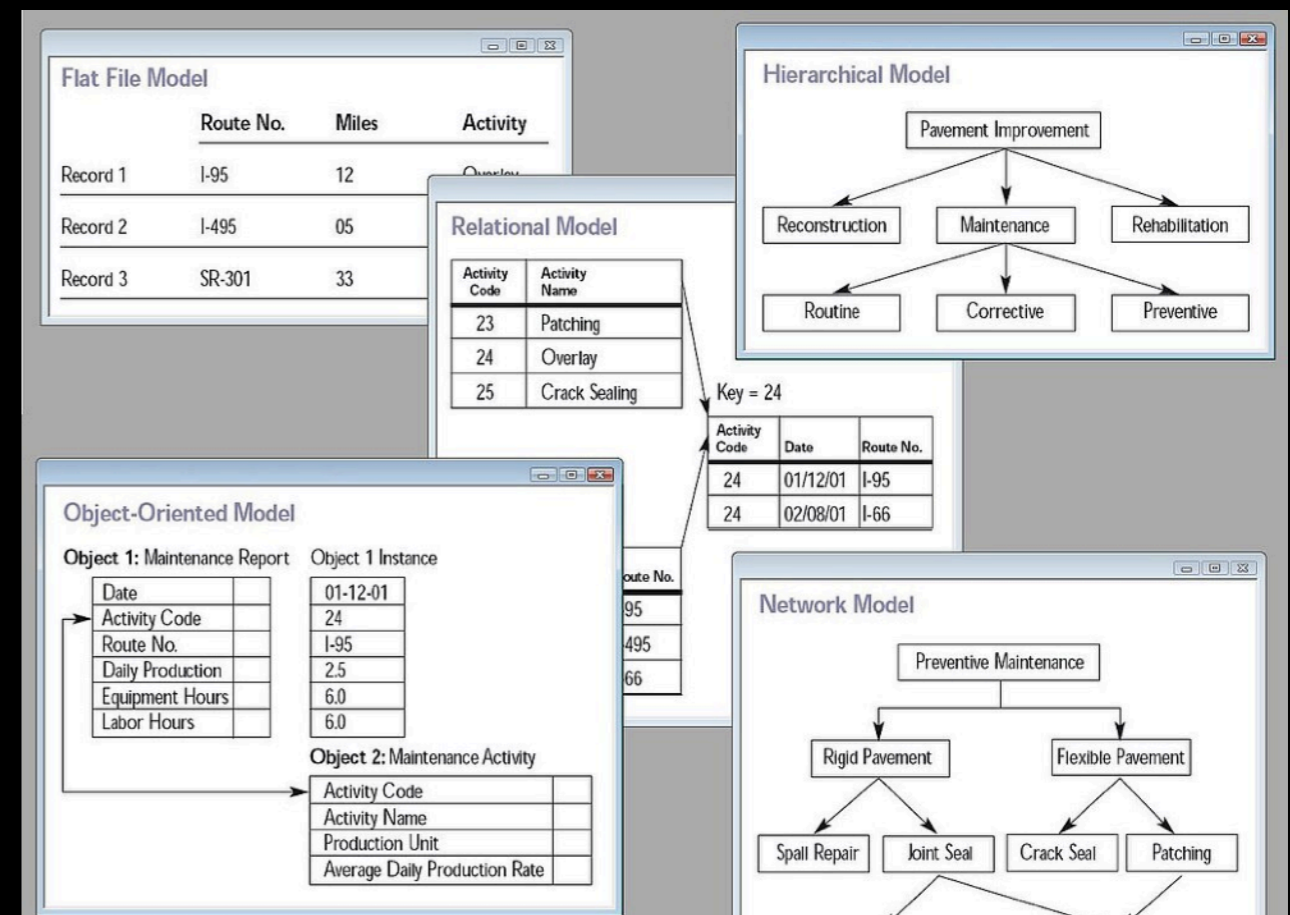 Flat File Model
Route No. Miles Activity
Record 1 I-95 12
Record 2 I-495 05
Record 3 SR-301 33
Hierarchical Model
Pavement Improvement
Reconstruction Maintenance Rehabilitation
Routine Corrective Preventive
Relational Model
Activity Code Activity Name
23 Patching
24 Overlay
25 Crack Sealing
Key = 24
Activity Code Date Route No.
24 01/12/01 I-95
24 02/08/01 I-66
No.
95
495
66
Object-Oriented Model
Object 1: Maintenance Report Object 1 Instance
Date 01-12-01
Activity Code 24
Route No. I-95
Daily Production 2.5
Equipment Hours 6.0
Labor Hours 6.0
Object 2: Maintenance Activity
Activity Code
Activity Name
Production Unit
Average Daily Production Rate
Network Model
Preventive Maintenance
Rigid Pavement Flexible Pavement
Spall Repair Joint Seal Crack Seal Patching